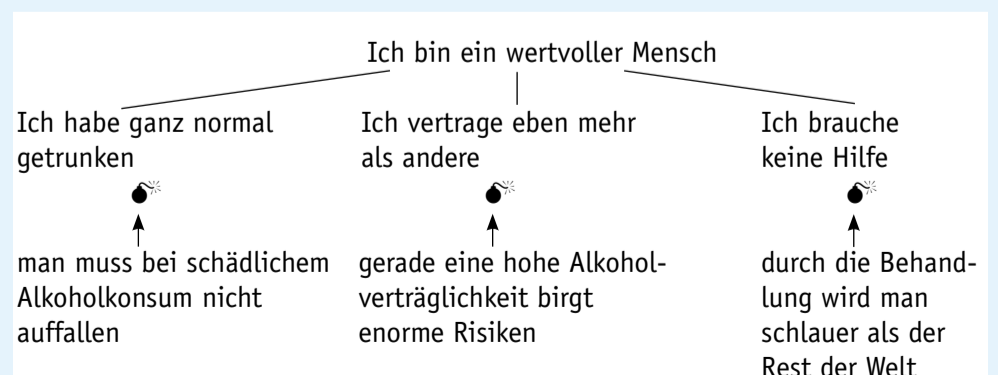 Ich bin ein wertvoller Mensch
Ich habe ganz normal
getrunken
Ich vertrage eben mehr
als andere
Ich brauche
keine Hilfe
man muss bei schädlichem
Alkoholkonsum nicht
auffallen
gerade eine hohe Alkohol-
verträglichkeit birgt
enorme Risiken
durch die Behand-
lung wird man
schlauer als der
Rest der Welt